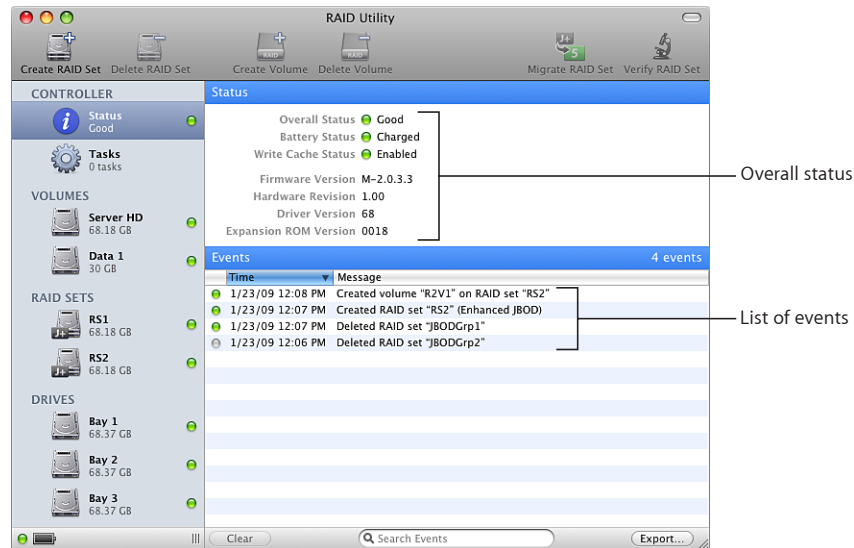 RAID Utility
Create RAID Set Delete RAID Set Create Volume Delete Volume Migrate RAID Set Verify RAID Set
RAID RAID J+ 5
CONTROLLER
Status
Good
Tasks
0 tasks
VOLUMES
Server HD
68.18 GB
Data 1
30 GB
RAID SETS
J+
RS1
68.18 GB
J+
RS2
68.18 GB
DRIVES
Bay 1
68.37 GB
Bay 2
68.37 GB
Bay 3
68.37 GB
Status
Overall Status Good
Battery Status Charged
Write Cache Status Enabled
Firmware Version M-2.0.3.3
Hardware Revision 1.00
Driver Version 68
Expansion ROM Version 0018
Events 4 events
Time Message
1/23/09 12:08 PM Created volume “R2V1” on RAID set “RS2”
1/23/09 12:07 PM Created RAID set “RS2” (Enhanced JBOD)
1/23/09 12:07 PM Deleted RAID set “JBODGrp1”
1/23/09 12:06 PM Deleted RAID set “JBODGrp2”
Clear Search Events Export...
Overall status
List of events